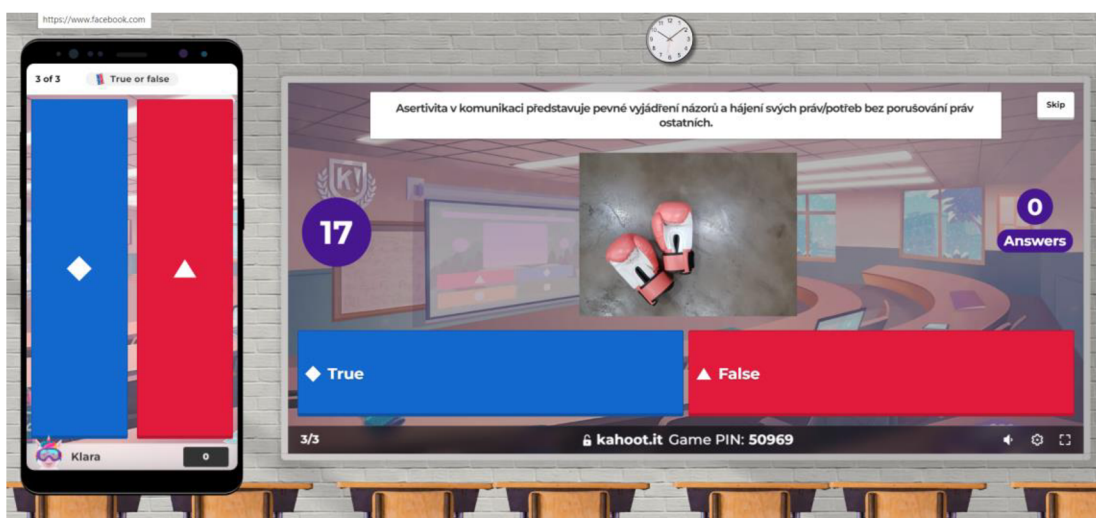 https://www.facebook.com
3 of 3
True or false
Klara
0
Asertivita v komunikaci představuje pevné vyjádření názorů a hájení svých práv/potřeb bez porušování práv
ostatních.
Skip
K!
17
0
Answers
True
False
3/3
kahoot.it Game PIN: 50969